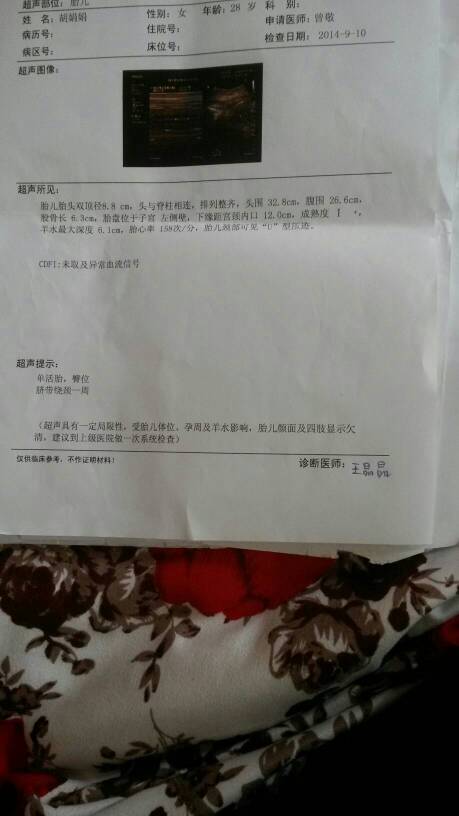 超声部位: 胎儿
姓 名: 胡娟娟 性别: 女 年龄: 28 岁 科 别:
病历号: 住院号: 申请医师: 曾敬
病区号: 床位号: 检查日期: 2014-9-10
超声图像:
超声所见:
胎儿胎头双顶径8.8 cm, 头与脊柱相连, 排列整齐, 头围 32.8cm, 腹围 26.6cm,
股骨长 6.3cm, 胎盘位于子宫 左侧壁, 下缘距宫颈内口 12.0cm, 成熟度 I +,
羊水最大深度 6.1cm, 胎心率 158次/分, 胎儿颈部可见“U”型压迹。
CDFI: 未取及异常血流信号
超声提示:
单活胎, 臀位
脐带绕颈一周
(超声具有一定局限性, 受胎儿体位、孕周及羊水影响, 胎儿颜面及四肢显示欠
清, 建议到上级医院做一次系统检查)
仅供临床参考, 不作证明材料! 诊断医师: 王晶晶